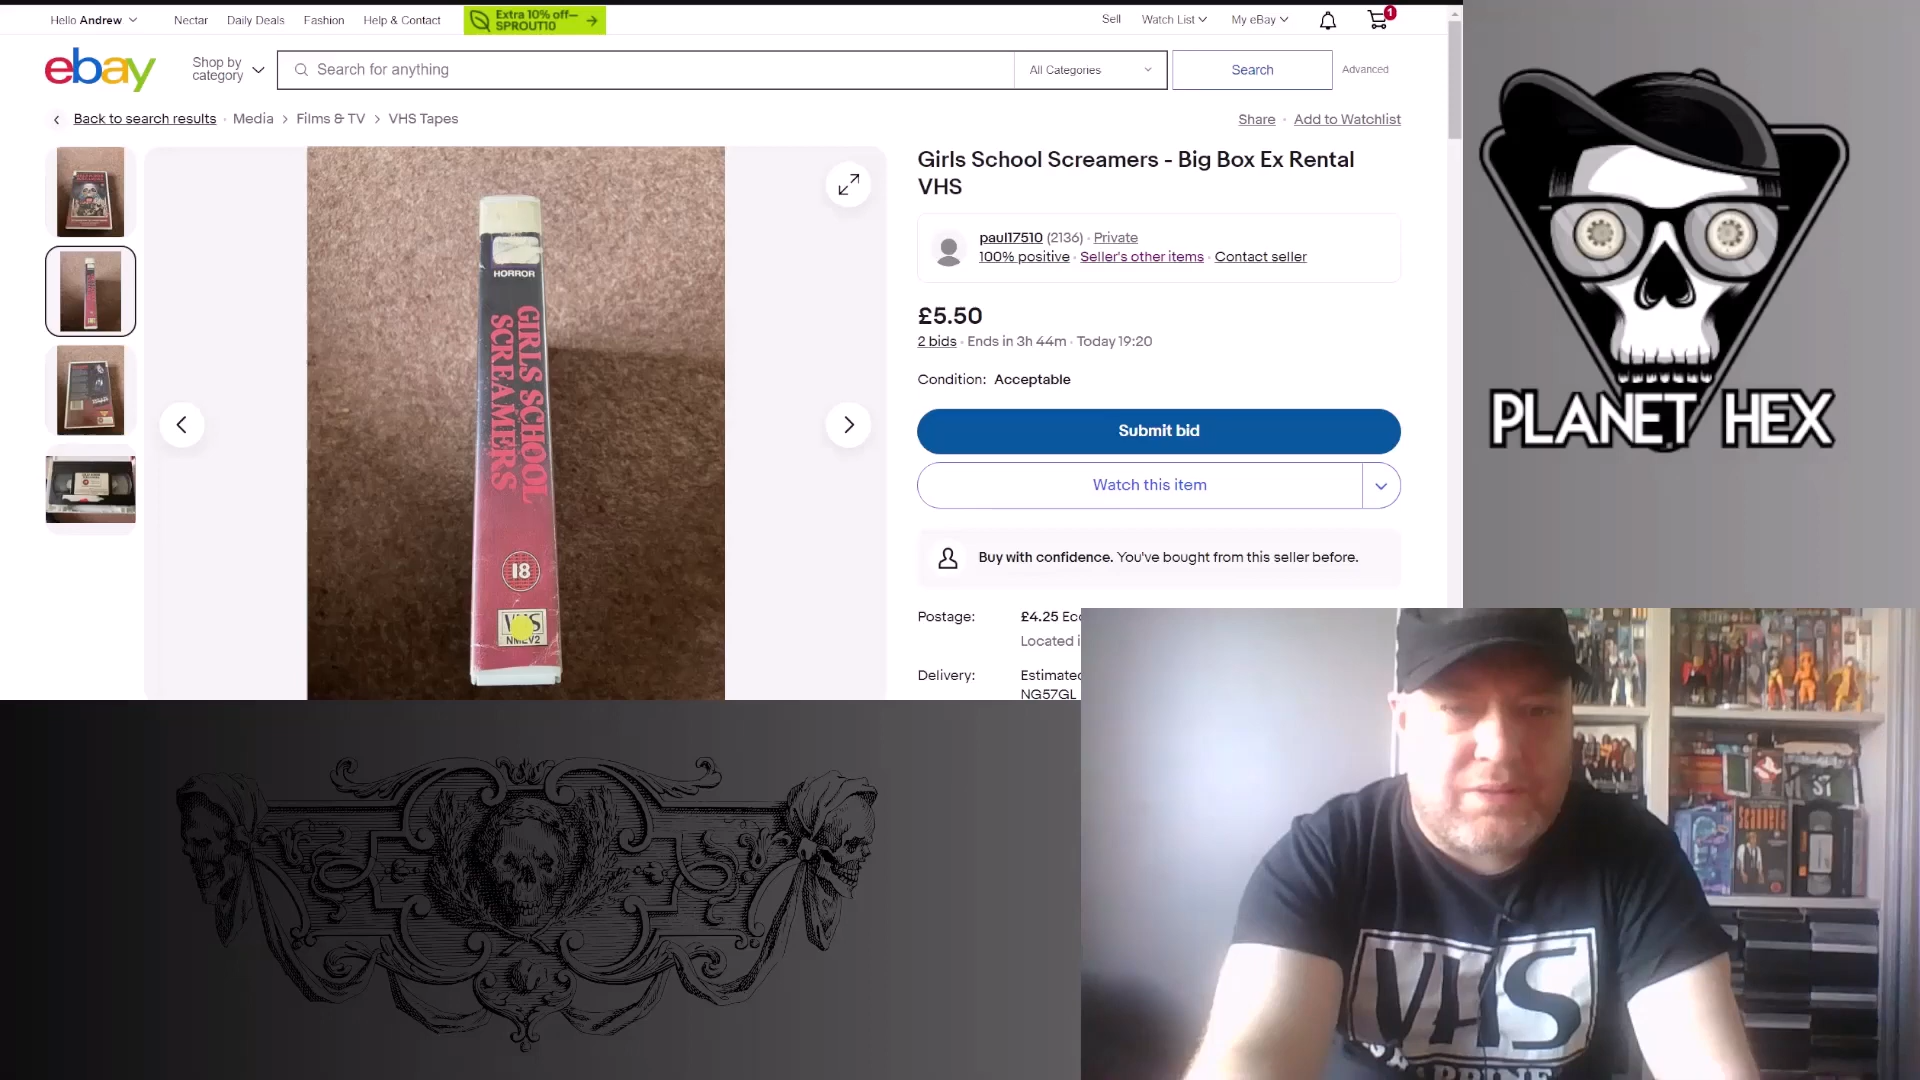 Hello Andrew
Nectar
Daily Deals
Fashion
Help & Contact
Extra 10% off—
SPROUT10
Sell
Watch List
My eBay
1
ebay
Shop by
category
Search for anything
All Categories
Search
Advanced
Back to search results
Media
Films & TV
VHS Tapes
Share
Add to Watchlist
Girls School Screamers - Big Box Ex Rental
VHS
paul17510 (2136) · Private
100% positive · Seller's other items · Contact seller
£5.50
2 bids · Ends in 3h 44m · Today 19:20
Condition: Acceptable
Submit bid
Watch this item
Buy with confidence. You've bought from this seller before.
Postage:
£4.25
Located
Delivery:
Estimated
NG57GL
HORROR
GIRLS SCHOOL
SCREAMERS
18
VHS
PLANET HEX
Scandals
VHS